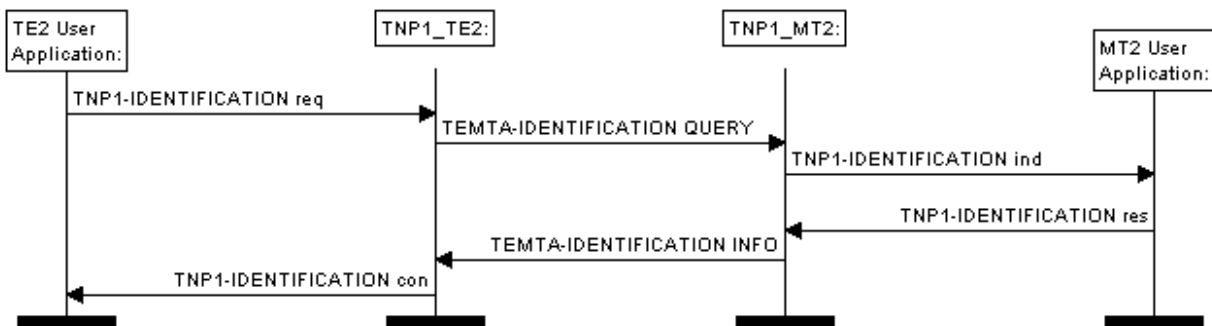 TE2 User
Application:
TNP1_TE2:
TNP1_MT2:
MT2 User
Application:
TNP1-IDENTIFICATION req
TEMTA-IDENTIFICATION QUERY
TNP1-IDENTIFICATION ind
TNP1-IDENTIFICATION res
TEMTA-IDENTIFICATION INFO
TNP1-IDENTIFICATION con